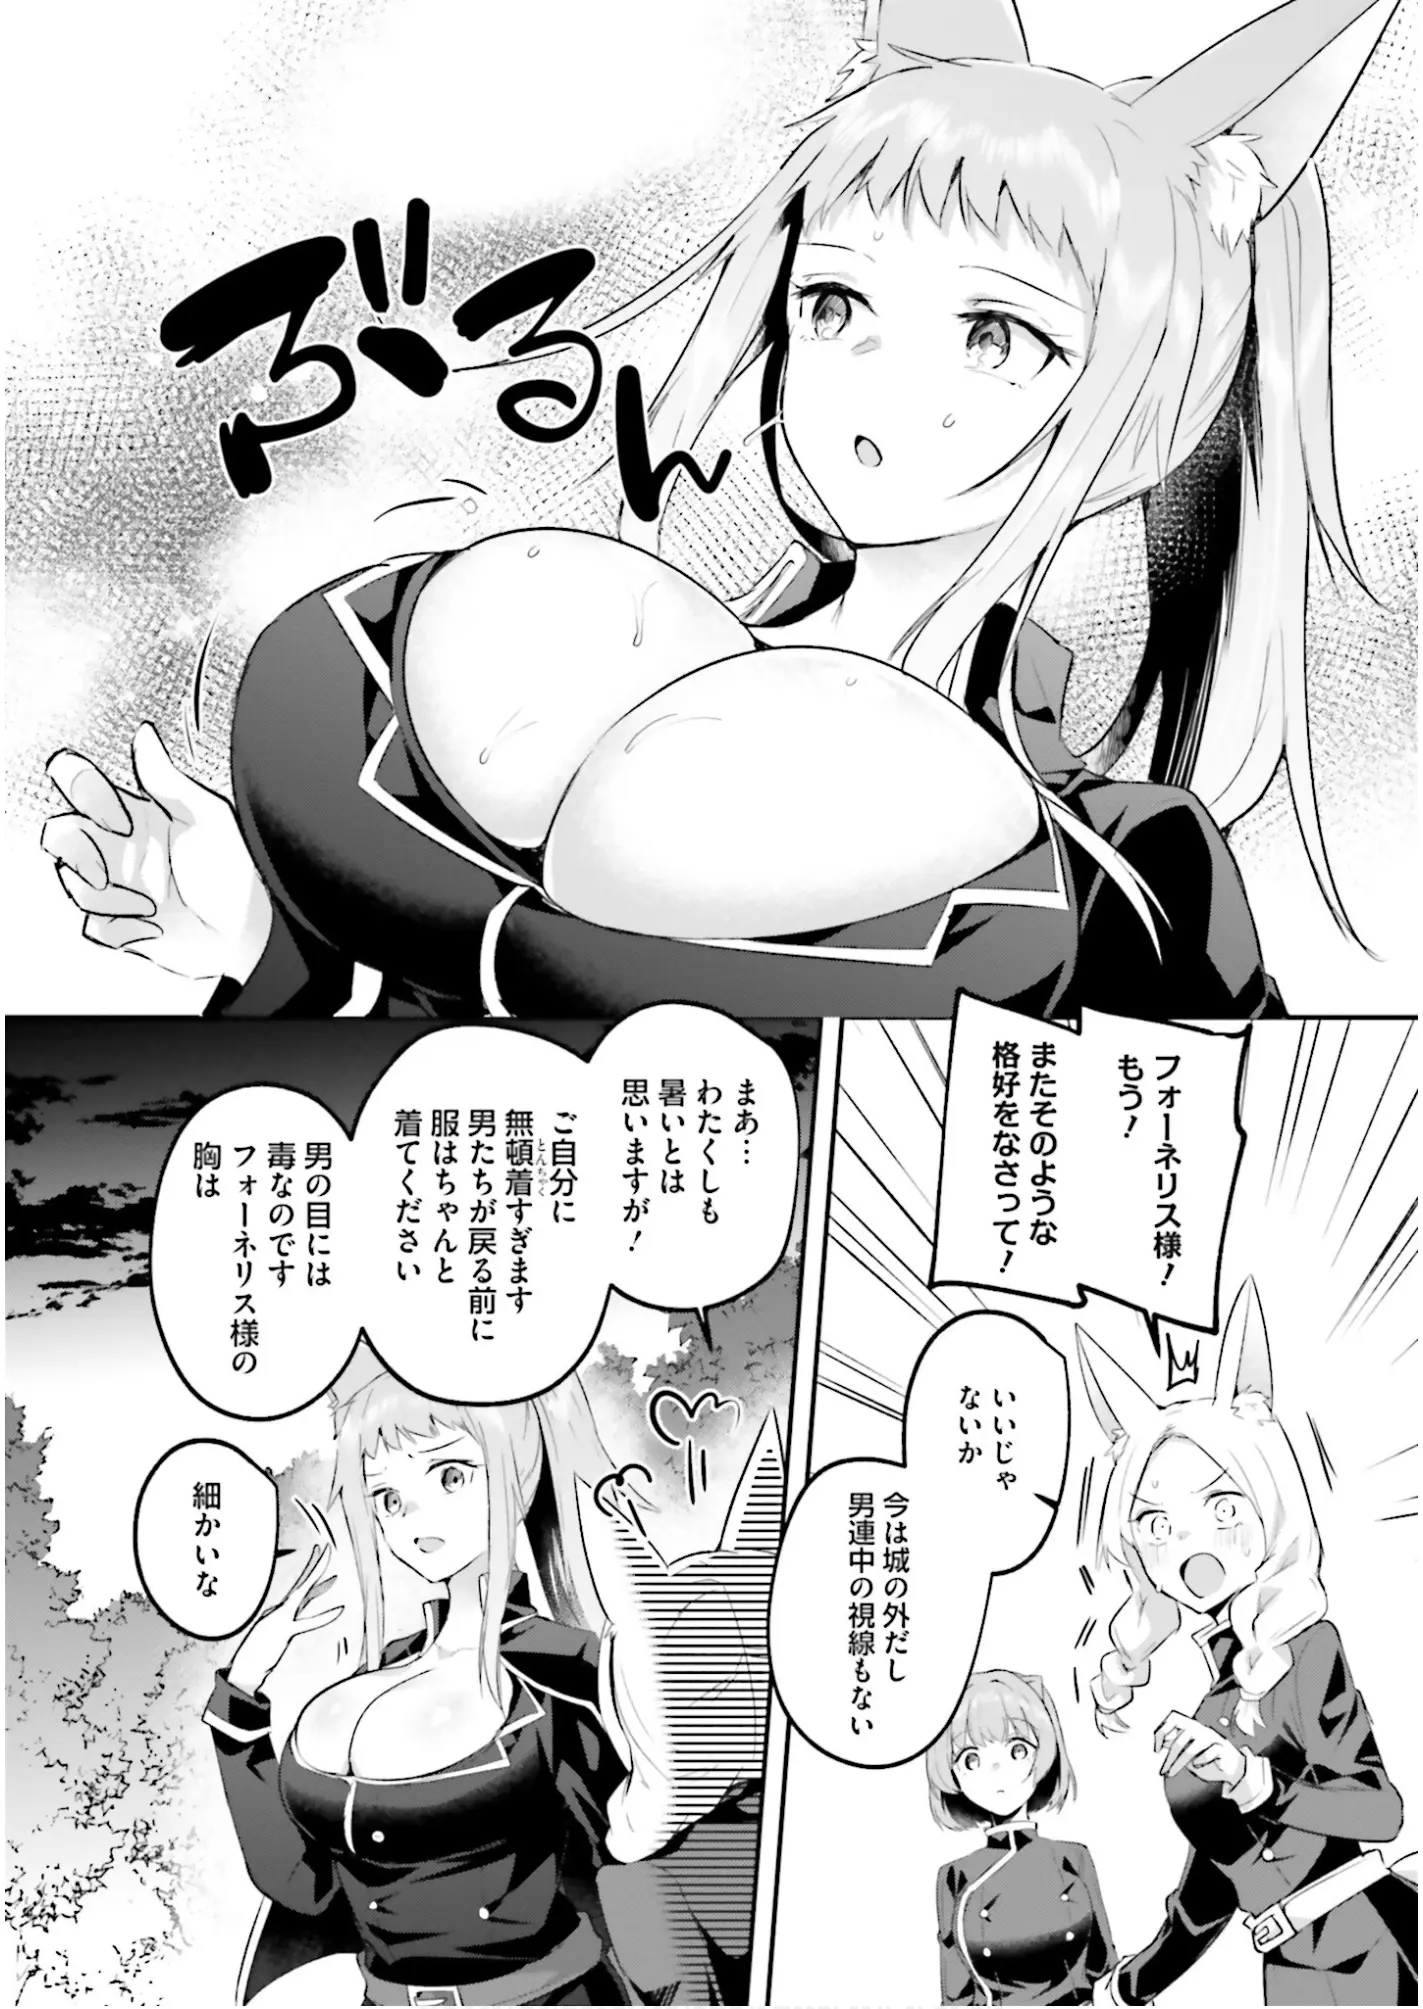 ぶるん
フォーネリス様！
もう！
またそのような
格好をなさって！
いいじゃ
ないか
今は城の外だし
男連中の視線もない
まあ…
わたくしも
暑いとは
思いますが！
ご自分に
無頓着すぎます
とんちゃく
男たちが戻る前に
服はちゃんと
着てください
男の目には
毒なのです
フォーネリス様の
胸は
細かいな